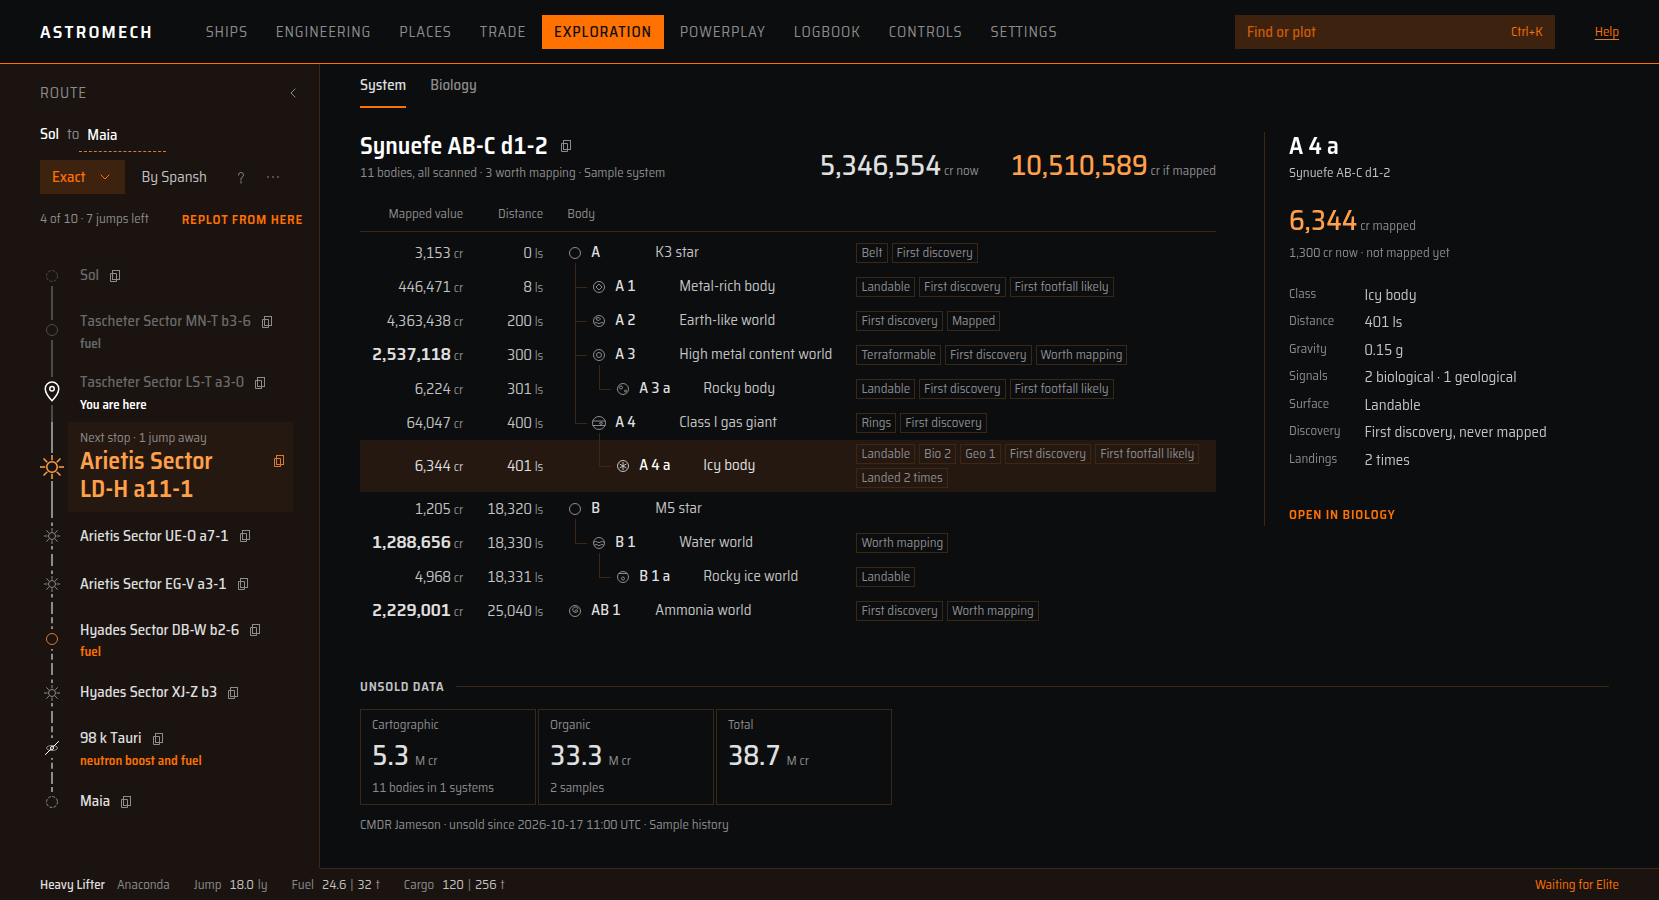 ASTROMECH SHIPS ENGINEERING PLACES TRADE EXPLORATION POWERPLAY LOGBOOK CONTROLS SETTINGS Find or plot Ctrl+K Help
ROUTE
Sol to Maia
Exact By Spansh ? ···
4 of 10 · 7 jumps left REPLOT FROM HERE
Sol
Tascheter Sector MN-T b3-6
fuel
Tascheter Sector LS-T a3-0
You are here
Next stop · 1 jump away
Arietis Sector
LD-H a11-1
Arietis Sector UE-O a7-1
Arietis Sector EG-V a3-1
Hyades Sector DB-W b2-6
fuel
Hyades Sector XJ-Z b3
98 k Tauri
neutron boost and fuel
Maia
System Biology
Synuefe AB-C d1-2
11 bodies, all scanned · 3 worth mapping · Sample system
5,346,554 cr now 10,510,589 cr if mapped
Mapped value Distance Body
3,153 cr 0 ls A K3 star Belt First discovery
446,471 cr 8 ls A 1 Metal-rich body Landable First discovery First footfall likely
4,363,438 cr 200 ls A 2 Earth-like world First discovery Mapped
2,537,118 cr 300 ls A 3 High metal content world Terraformable First discovery Worth mapping
6,224 cr 301 ls A 3 a Rocky body Landable First discovery First footfall likely
64,047 cr 400 ls A 4 Class I gas giant Rings First discovery
6,344 cr 401 ls A 4 a Icy body Landable Bio 2 Geo 1 First discovery First footfall likely
Landed 2 times
1,205 cr 18,320 ls B M5 star
1,288,656 cr 18,330 ls B 1 Water world Worth mapping
4,968 cr 18,331 ls B 1 a Rocky ice world Landable
2,229,001 cr 25,040 ls AB 1 Ammonia world First discovery Worth mapping
A 4 a
Synuefe AB-C d1-2
6,344 cr mapped
1,300 cr now · not mapped yet
Class Icy body
Distance 401 ls
Gravity 0.15 g
Signals 2 biological · 1 geological
Surface Landable
Discovery First discovery, never mapped
Landings 2 times
OPEN IN BIOLOGY
UNSOLD DATA
Cartographic Organic Total
5.3 M cr 33.3 M cr 38.7 M cr
11 bodies in 1 systems 2 samples
CMDR Jameson · unsold since 2026-10-17 11:00 UTC · Sample history
Heavy Lifter Anaconda Jump 18.0 ly Fuel 24.6 | 32 t Cargo 120 | 256 t Waiting for Elite